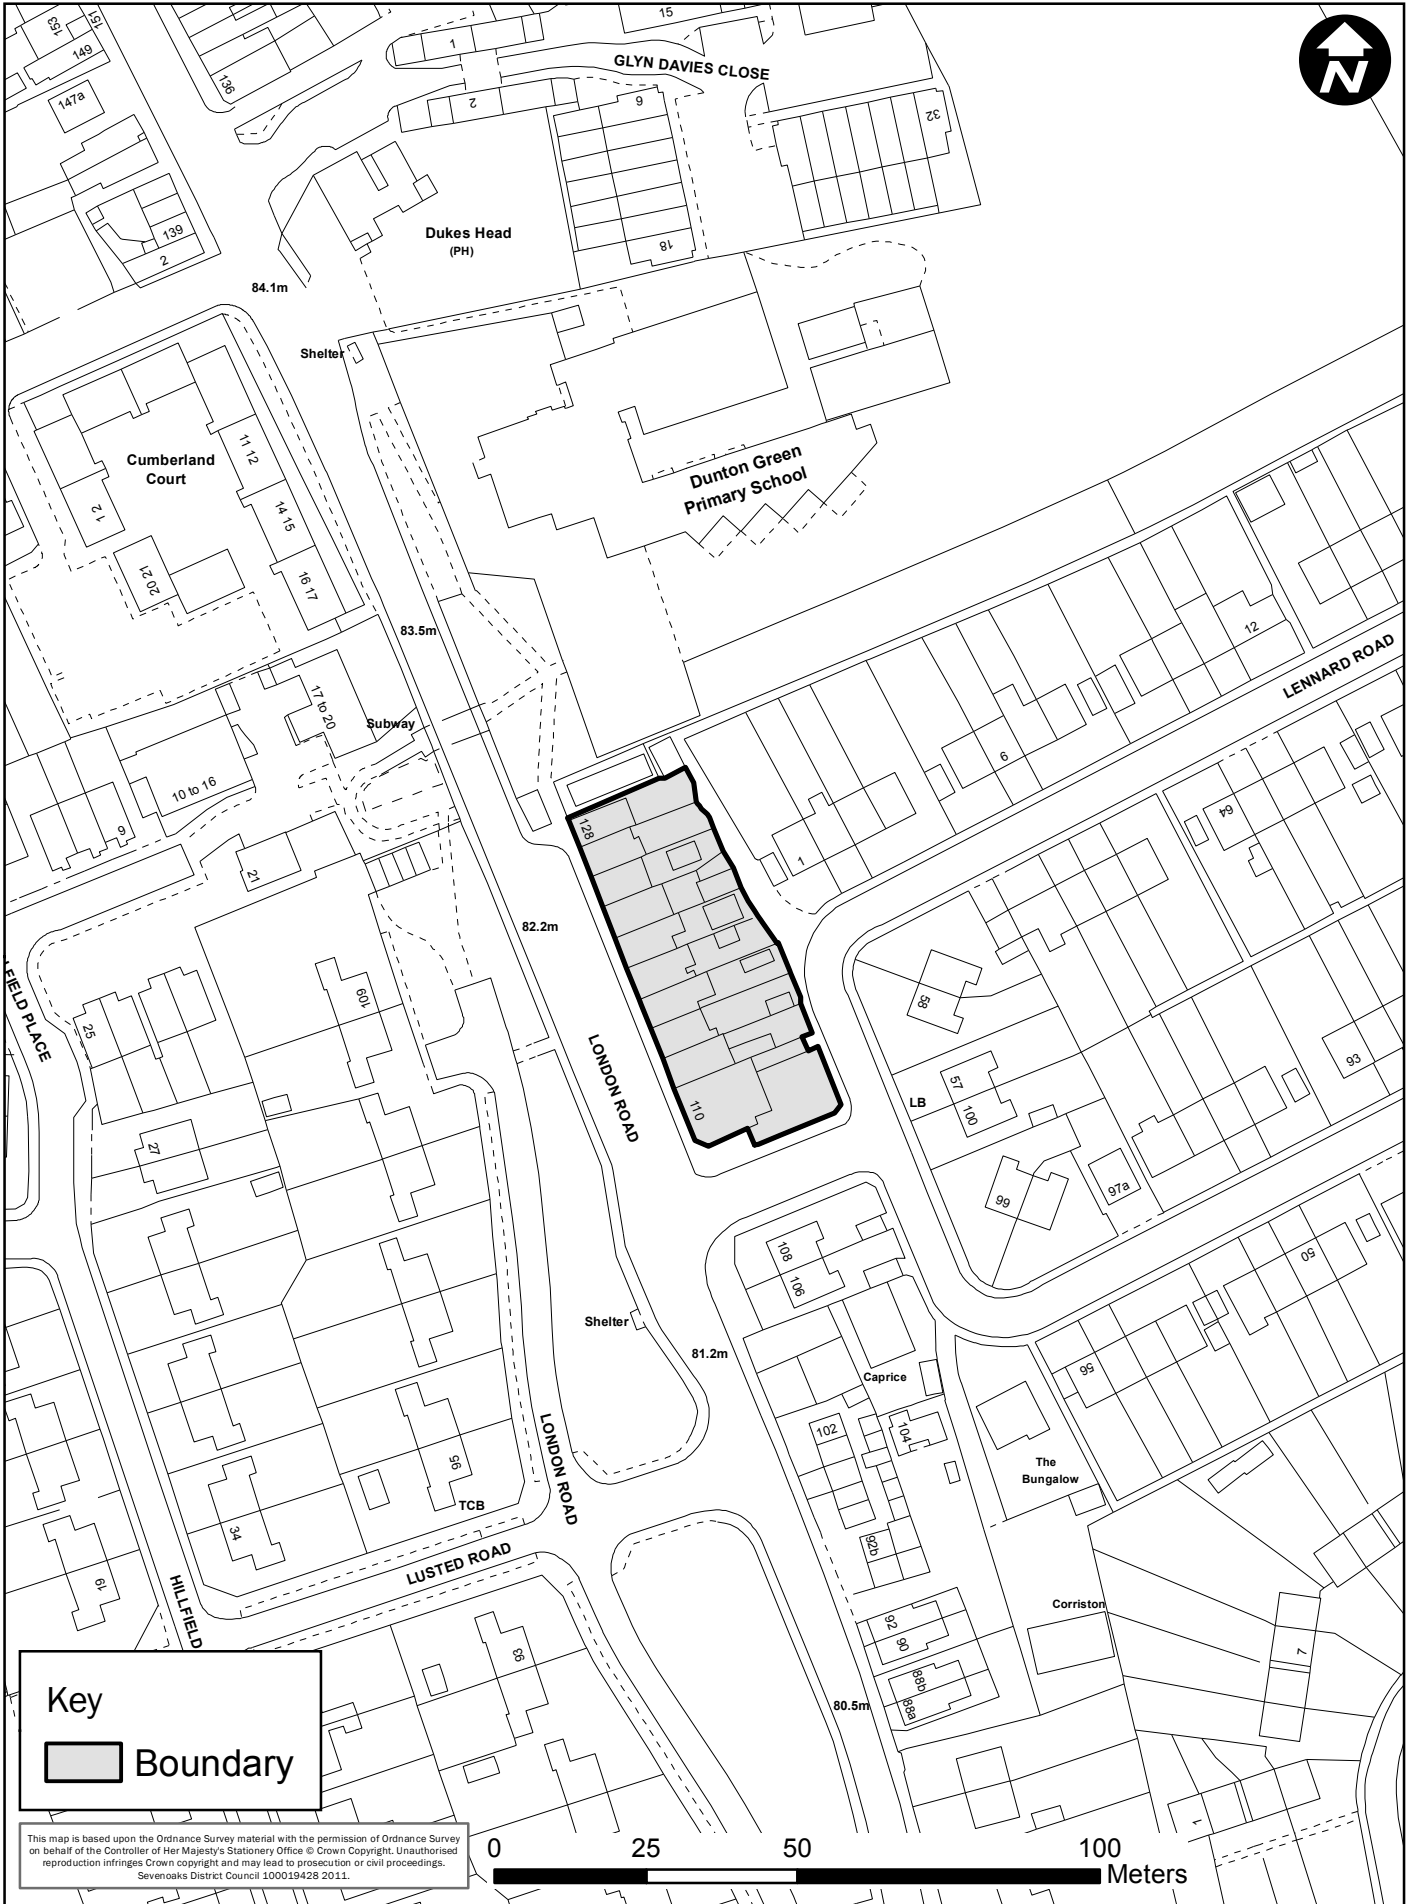 153
151
149
147a
136
1
15
GLYN DAVIES CLOSE
N
2
6
32
139
2
Dukes Head
(PH)
18
84.1m
Shelter
Cumberland
Court
11 12
14 15
16 17
1 2
20 21
Dunton Green
Primary School
83.5m
17 to 20
Subway
10 to 16
9
21
12
LENNARD ROAD
9
1
64
128
82.2m
109
25
FIELD PLACE
LONDON ROAD
110
58
57
100
LB
93
27
99
97a
108
106
50
Shelter
81.2m
Caprice
56
102
104
The
Bungalow
LONDON ROAD
95
TCB
34
19
LUSTED ROAD
92b
HILLFIELD
Corriston
92
90
88b
88a
93
7
80.5m
1
Key
Boundary
This map is based upon the Ordnance Survey material with the permission of Ordnance Survey
on behalf of the Controller of Her Majesty's Stationery Office © Crown Copyright. Unauthorised
reproduction infringes Crown copyright and may lead to prosecution or civil proceedings.
Sevenoaks District Council 100019428 2011.
0 25 50 100
Meters